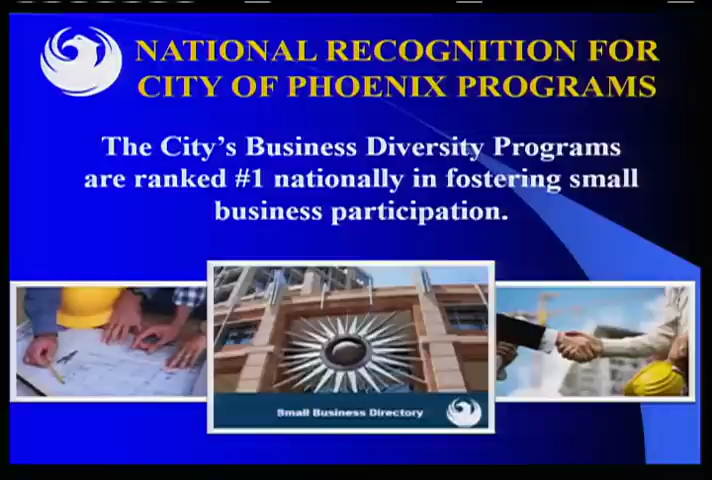 NATIONAL RECOGNITION FOR
CITY OF PHOENIX PROGRAMS
The City's Business Diversity Programs
are ranked #1 nationally in fostering small
business participation.
Small Business Directory